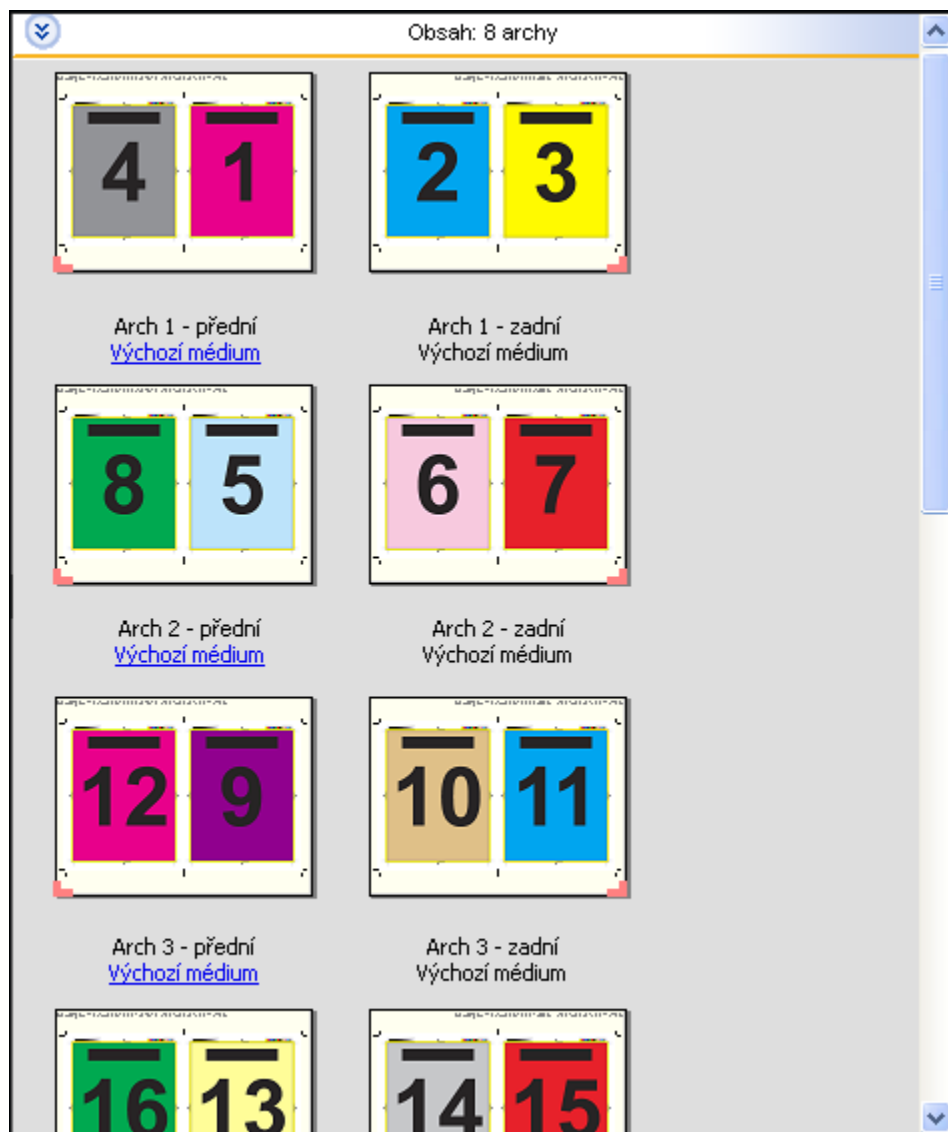 Obsah: 8 archy
4 1 2 3
Arch 1 - přední Arch 1 - zadní
Výchozí médium Výchozí médium
8 5 6 7
Arch 2 - přední Arch 2 - zadní
Výchozí médium Výchozí médium
12 9 10 11
Arch 3 - přední Arch 3 - zadní
Výchozí médium Výchozí médium
16 13 14 15